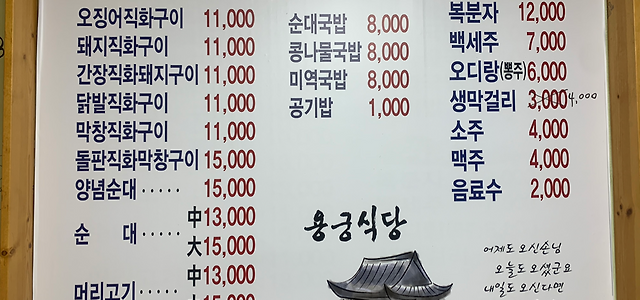 오징어직화구이 11,000
돼지직화구이 11,000
간장직화돼지구이 11,000
닭발직화구이 11,000
막창직화구이 11,000
돌판직화막창구이 15,000
양념순대 ····· 15,000
순 대 ····· 中 13,000
大 15,000
머리고기 ····· 中 13,000
순대국밥 8,000
콩나물국밥 8,000
미역국밥 8,000
공기밥 1,000
용궁식당
복분자 12,000
백세주 7,000
오디랑(뽕주) 6,000
생막걸리 3,000 4,000
소주 4,000
맥주 4,000
음료수 2,000
어제도 오신손님
오늘도 오셨군요
내일도 오신다면